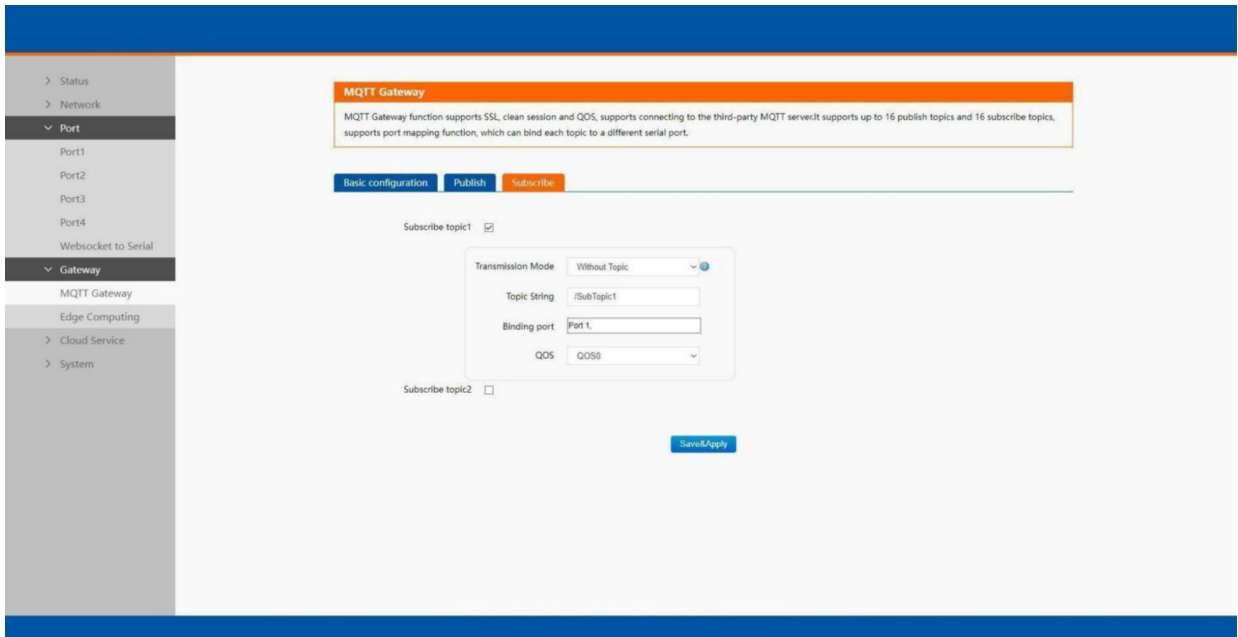 Status
Network
Port
Port1
Port2
Port3
Port4
Websocket to Serial
Gateway
MQTT Gateway
Edge Computing
Cloud Service
System
MQTT Gateway
MQTT Gateway function supports SSL, clean session and QOS, supports connecting to the third-party MQTT server.It supports up to 16 publish topics and 16 subscribe topics,
supports port mapping function, which can bind each topic to a different serial port.
Basic configuration Publish Subscribe
Subscribe topic1
Transmission Mode Without Topic
Topic String /SubTopic1
Binding port Port 1,
QOS QOS0
Subscribe topic2
Save&Apply